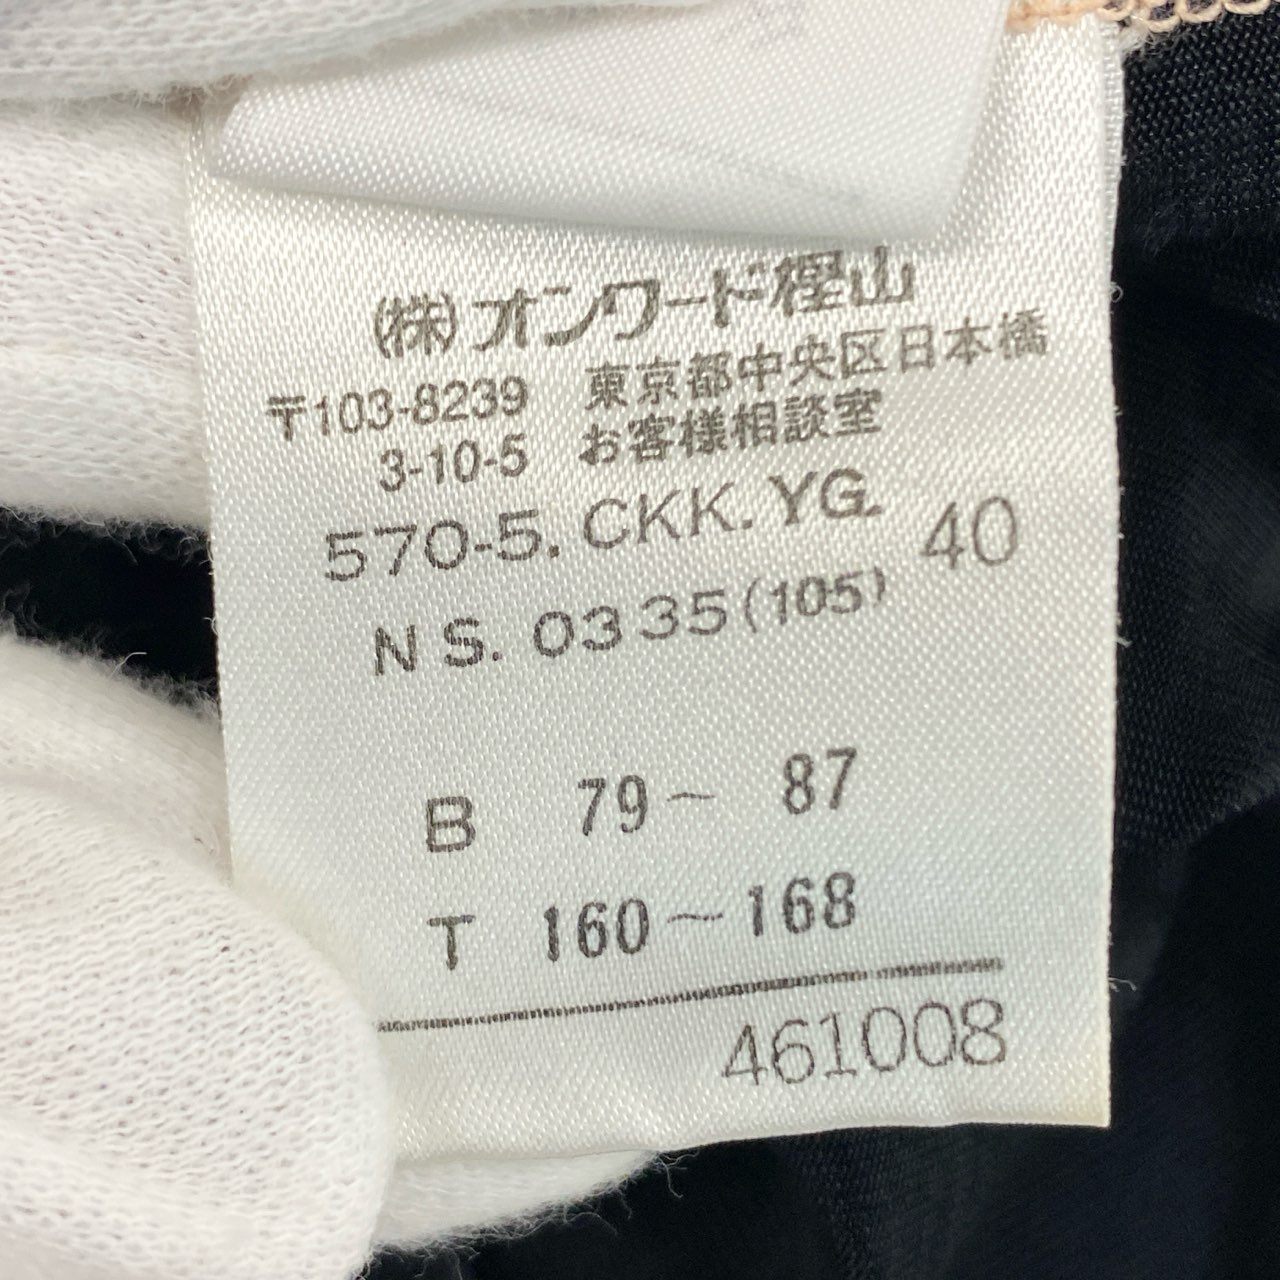 (株)オンワード樫山
〒103-8239 東京都中央区日本橋
3-10-5 お客様相談室
570-5. CKK. YG. 40
NS. 0335(105)
B 79~ 87
T 160~168
461008